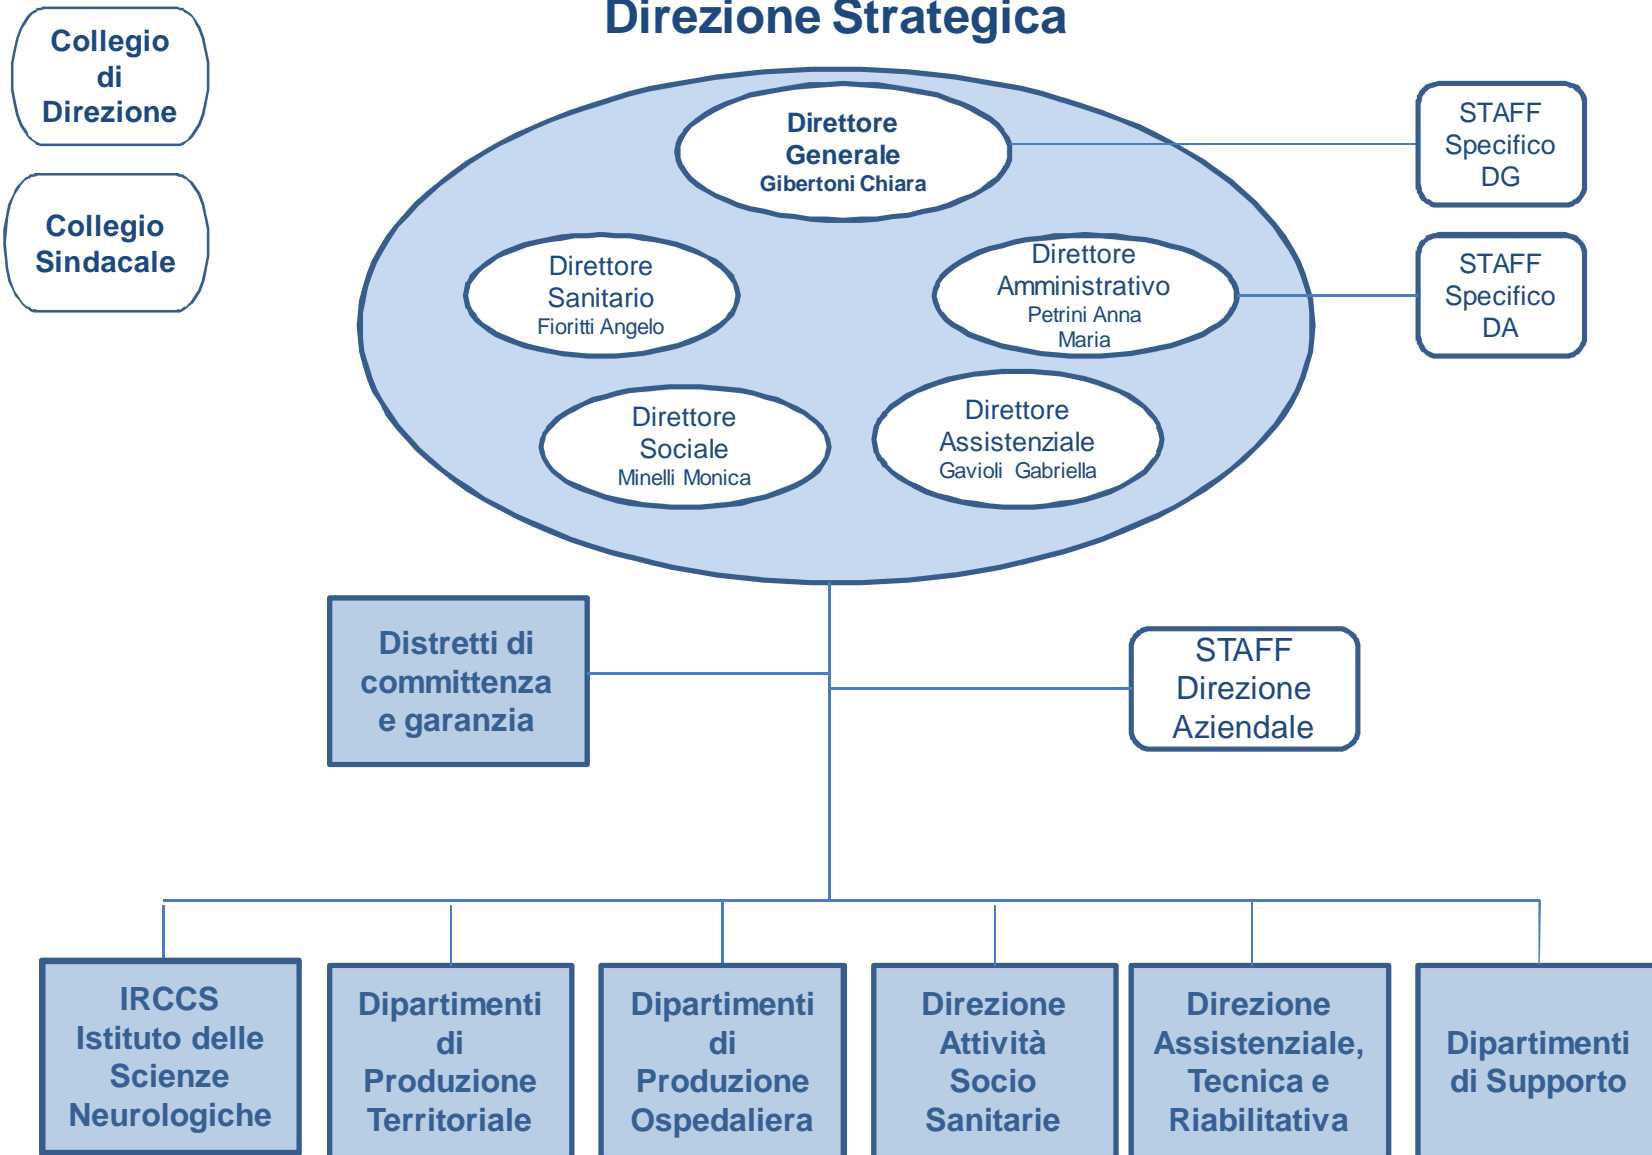 Direzione Strategica
Collegio
di
Direzione
Collegio
Sindacale
Direttore
Generale
Gibertoni Chiara
STAFF
Specifico
DG
Direttore
Sanitario
Fioritti Angelo
Direttore
Amministrativo
Petrini Anna
Maria
STAFF
Specifico
DA
Direttore
Sociale
Minelli Monica
Direttore
Assistenziale
Gavioli Gabriella
Distretti di
committenza
e garanzia
STAFF
Direzione
Aziendale
IRCCS
Istituto delle
Scienze
Neurologiche
Dipartimenti
di
Produzione
Territoriale
Dipartimenti
di
Produzione
Ospedaliera
Direzione
Attività
Socio
Sanitarie
Direzione
Assistenziale,
Tecnica e
Riabilitativa
Dipartimenti
di Supporto